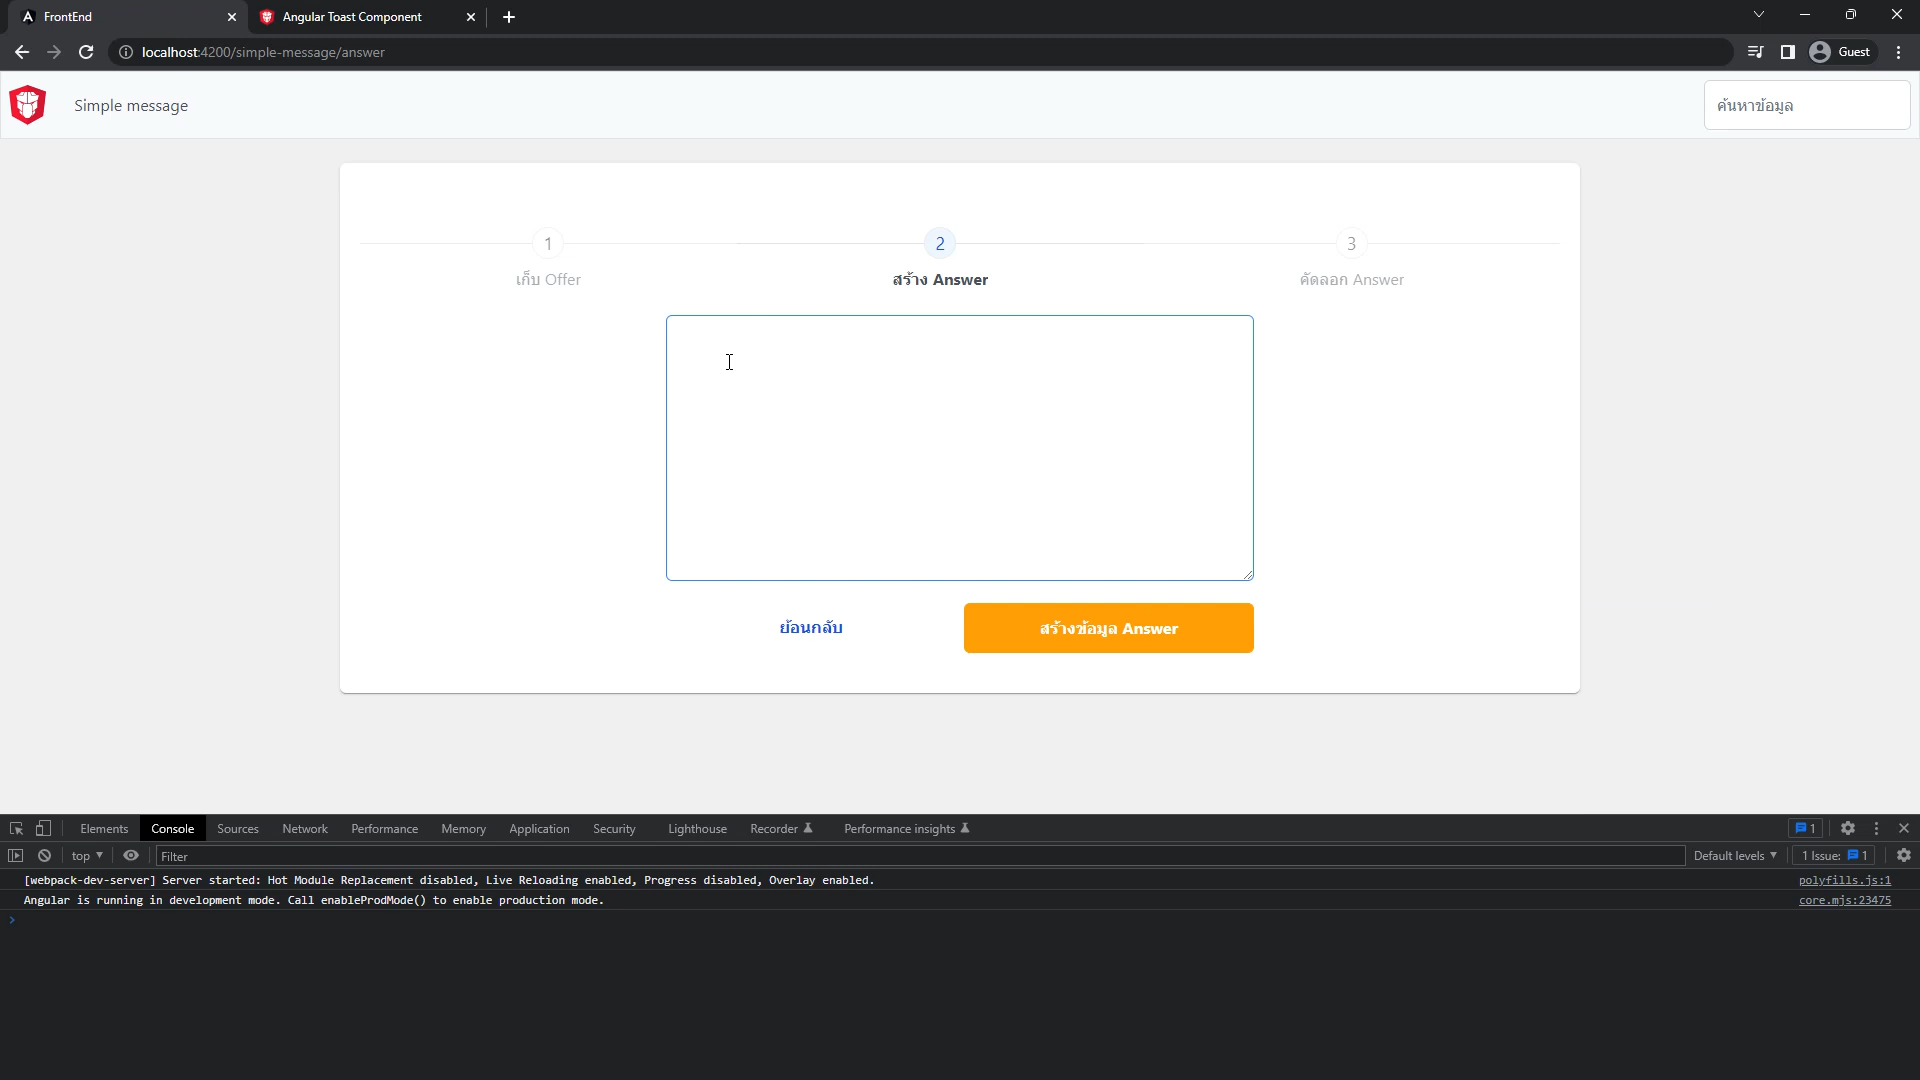 FrontEnd
Angular Toast Component
localhost:4200/simple-message/answer
Guest
Simple message
ค้นหาข้อมูล
1
2
3
เก็บ Offer
สร้าง Answer
คัดลอก Answer
ย้อนกลับ
สร้างข้อมูล Answer
Elements Console Sources Network Performance Memory Application Security Lighthouse Recorder Performance insights 1
top Filter Default levels 1 Issue: 1
[webpack-dev-server] Server started: Hot Module Replacement disabled, Live Reloading enabled, Progress disabled, Overlay enabled. polyfills.js:1
Angular is running in development mode. Call enableProdMode() to enable production mode. core.mjs:23475